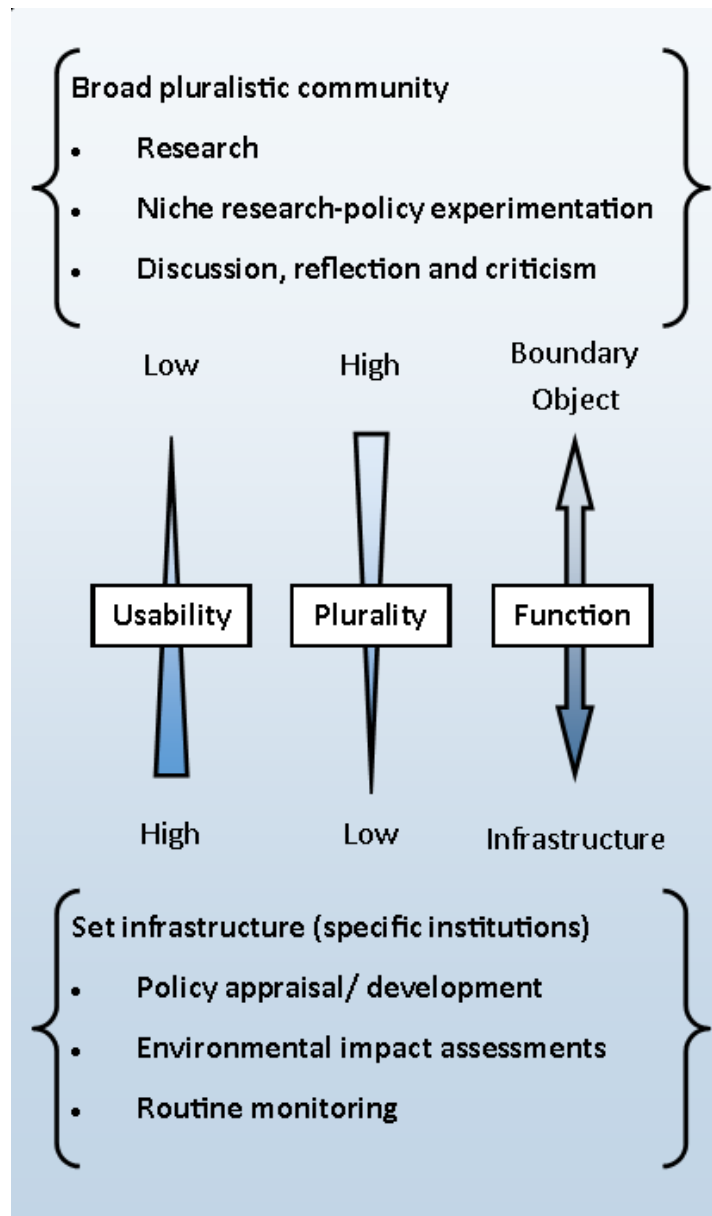 Broad pluralistic community
• Research
• Niche research-policy experimentation
• Discussion, reflection and criticism
Low High Boundary
Object
Usability Plurality Function
High Low Infrastructure
Set infrastructure (specific institutions)
• Policy appraisal/ development
• Environmental impact assessments
• Routine monitoring